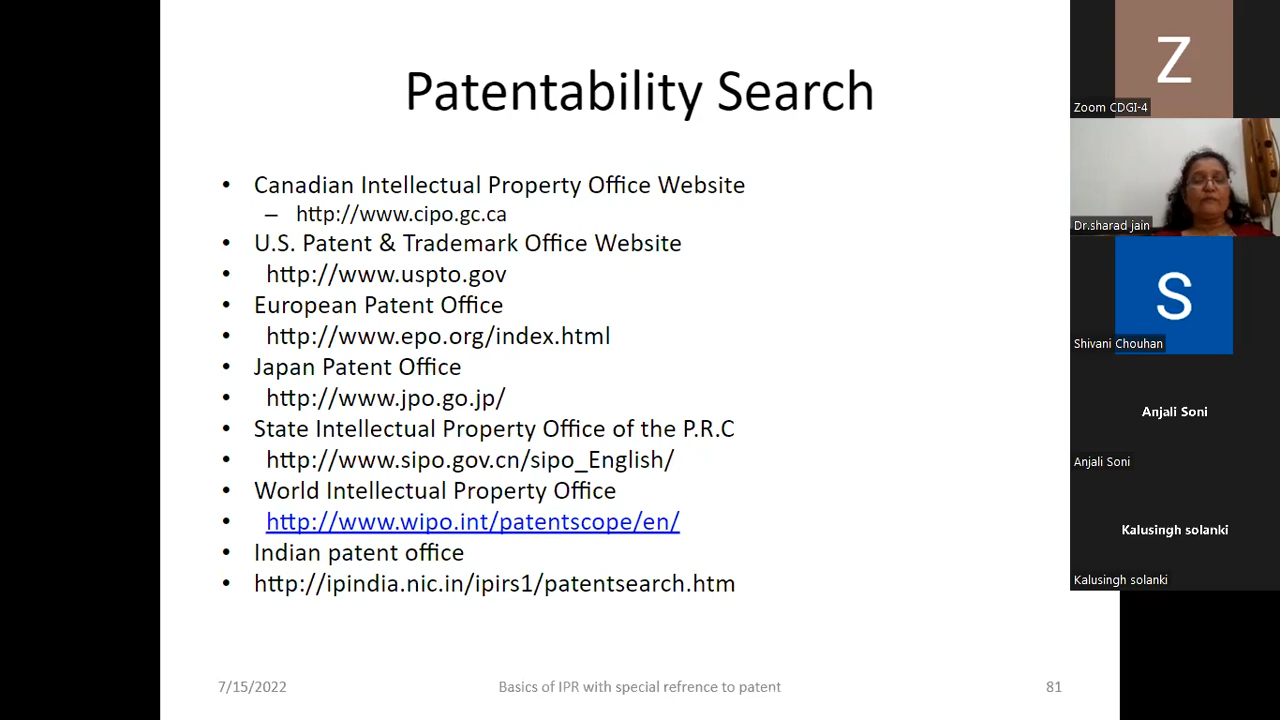 Patentability Search
• Canadian Intellectual Property Office Website
– http://www.cipo.gc.ca
• U.S. Patent & Trademark Office Website
• http://www.uspto.gov
• European Patent Office
• http://www.epo.org/index.html
• Japan Patent Office
• http://www.jpo.go.jp/
• State Intellectual Property Office of the P.R.C
• http://www.sipo.gov.cn/sipo_English/
• World Intellectual Property Office
• http://www.wipo.int/patentscope/en/
• Indian patent office
• http://ipindia.nic.in/ipirs1/patentsearch.htm
7/15/2022
Basics of IPR with special refrence to patent
81
Z
Zoom CDGI-4
Dr.sharad jain
S
Shivani Chouhan
Anjali Soni
Anjali Soni
Kalusingh solanki
Kalusingh solanki